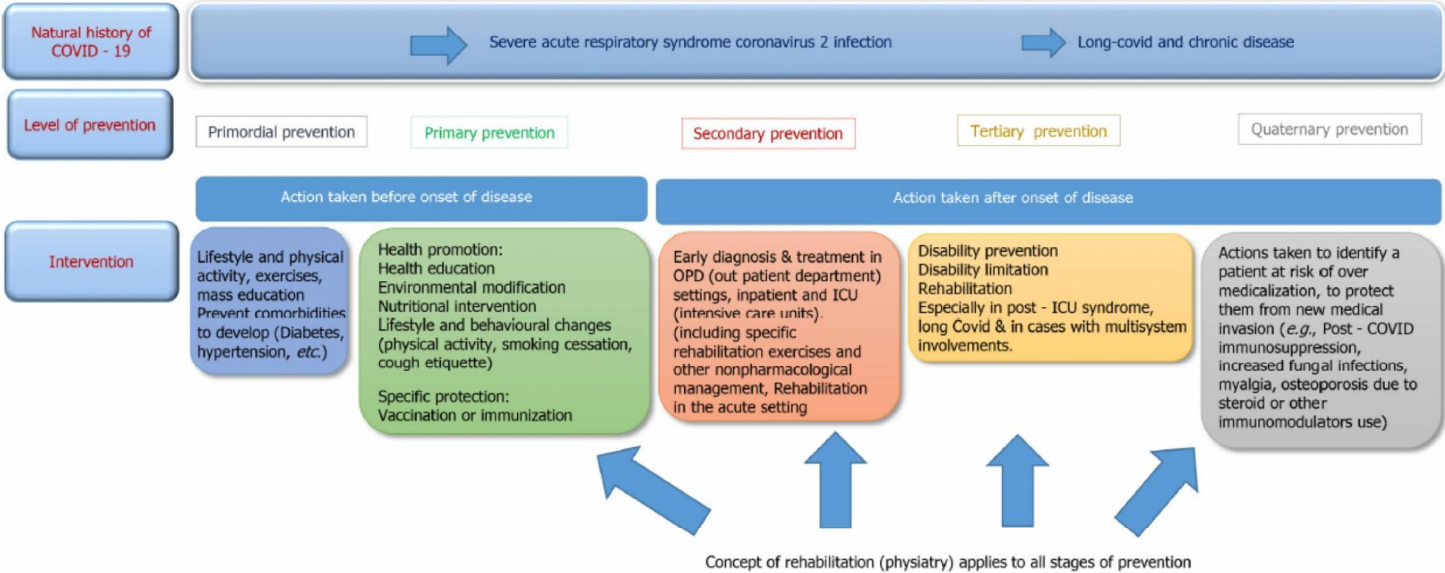 Natural history of
COVID - 19
Severe acute respiratory syndrome coronavirus 2 infection
Long-covid and chronic disease
Level of prevention
Primordial prevention
Primary prevention
Secondary prevention
Tertiary prevention
Quaternary prevention
Action taken before onset of disease
Action taken after onset of disease
Intervention
Lifestyle and physical
activity, exercises,
mass education
Prevent comorbidities
to develop (Diabetes,
hypertension, etc.)
Health promotion:
Health education
Environmental modification
Nutritional intervention
Lifestyle and behavioural changes
(physical activity, smoking cessation,
cough etiquette)
Specific protection:
Vaccination or immunization
Early diagnosis & treatment in
OPD (out patient department)
settings, inpatient and ICU
(intensive care units).
(including specific
rehabilitation exercises and
other nonpharmacological
management, Rehabilitation
in the acute setting
Disability prevention
Disability limitation
Rehabilitation
Especially in post - ICU syndrome,
long Covid & in cases with multisystem
involvements.
Actions taken to identify a
patient at risk of over
medicalization, to protect
them from new medical
invasion (e.g., Post - COVID
immunosuppression,
increased fungal infections,
myalgia, osteoporosis due to
steroid or other
immunomodulators use)
Concept of rehabilitation (physiatry) applies to all stages of prevention